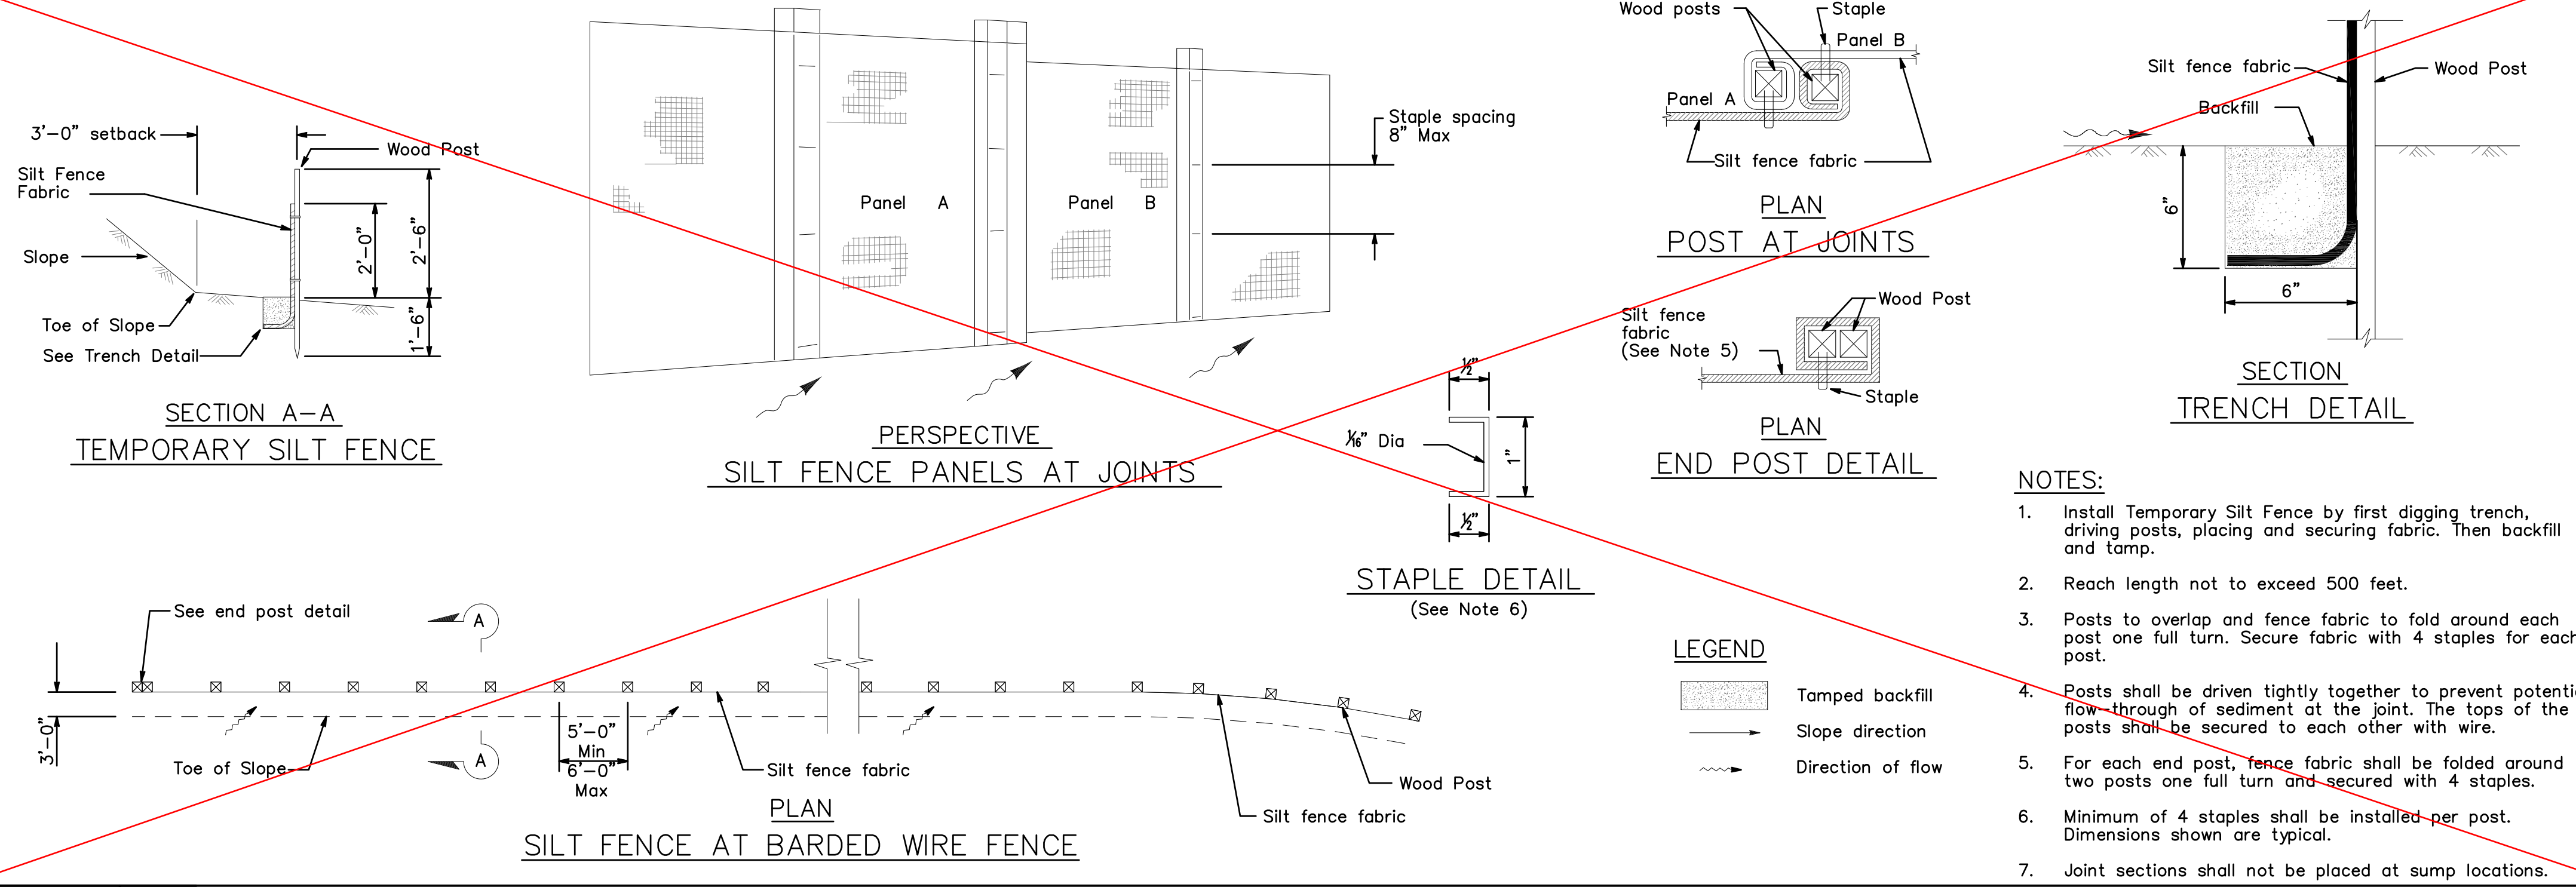 3'-0" setback
Wood Post
Silt Fence
Fabric
Slope
2'-0"
2'-6"
1'-6"
Toe of Slope
See Trench Detail
SECTION A-A
TEMPORARY SILT FENCE
Panel A
Panel B
Staple spacing
8" Max
PERSPECTIVE
SILT FENCE PANELS AT JOINTS
Wood posts
Staple
Panel B
Panel A
Silt fence fabric
PLAN
POST AT JOINTS
Silt fence
fabric
(See Note 5)
Wood Post
Staple
PLAN
END POST DETAIL
½"
1/16" Dia
1"
½"
STAPLE DETAIL
(See Note 6)
Silt fence fabric
Wood Post
Backfill
6"
6"
SECTION
TRENCH DETAIL
See end post detail
A
A
3'-0"
Toe of Slope
5'-0"
Min
6'-0"
Max
Silt fence fabric
Wood Post
Silt fence fabric
PLAN
SILT FENCE AT BARDED WIRE FENCE
LEGEND
Tamped backfill
Slope direction
Direction of flow
NOTES:
1. Install Temporary Silt Fence by first digging trench,
driving posts, placing and securing fabric. Then backfill
and tamp.
2. Reach length not to exceed 500 feet.
3. Posts to overlap and fence fabric to fold around each
post one full turn. Secure fabric with 4 staples for each
post.
4. Posts shall be driven tightly together to prevent potenti
flow-through of sediment at the joint. The tops of the
posts shall be secured to each other with wire.
5. For each end post, fence fabric shall be folded around
two posts one full turn and secured with 4 staples.
6. Minimum of 4 staples shall be installed per post.
Dimensions shown are typical.
7. Joint sections shall not be placed at sump locations.